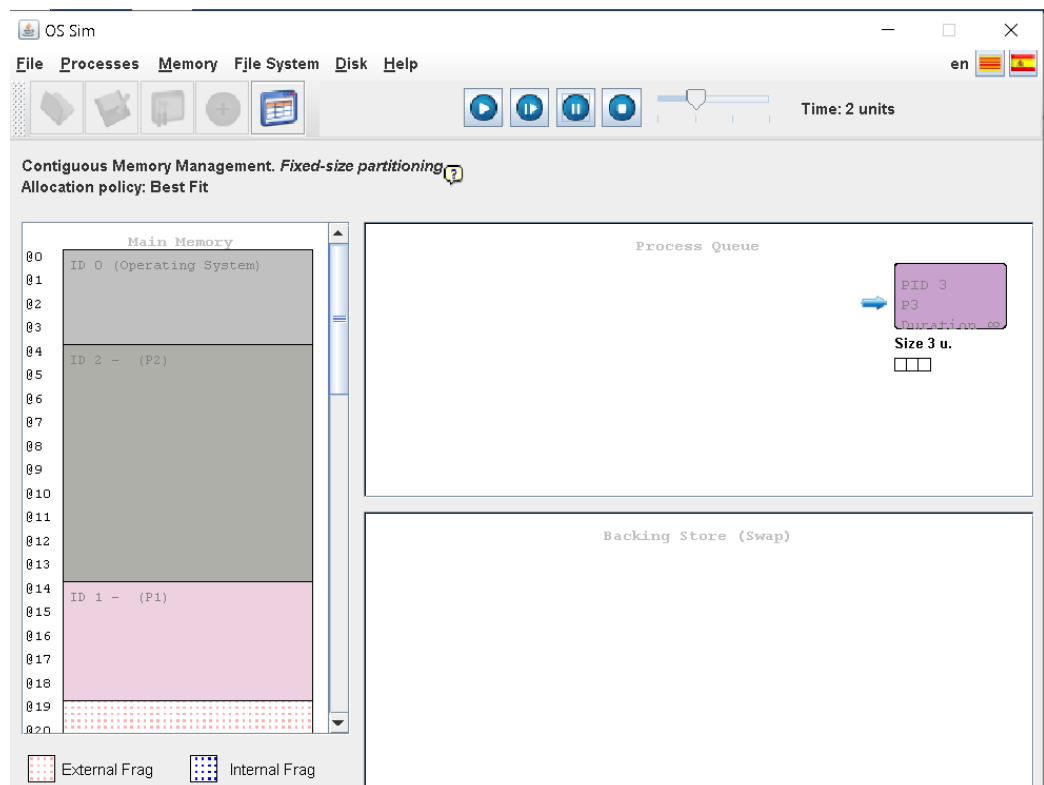 OS Sim
File Processes Memory File System Disk Help
en
Time: 2 units
Contiguous Memory Management. Fixed-size partitioning
?
Allocation policy: Best Fit
Main Memory
@0
ID 0 (Operating System)
@1
@2
@3
@4
ID 2 - (P2)
@5
@6
@7
@8
@9
@10
@11
@12
@13
@14
ID 1 - (P1)
@15
@16
@17
@18
@19
@20
External Frag
Internal Frag
Process Queue
PID 3
P3
Duration ∞
Size 3 u.
Backing Store (Swap)